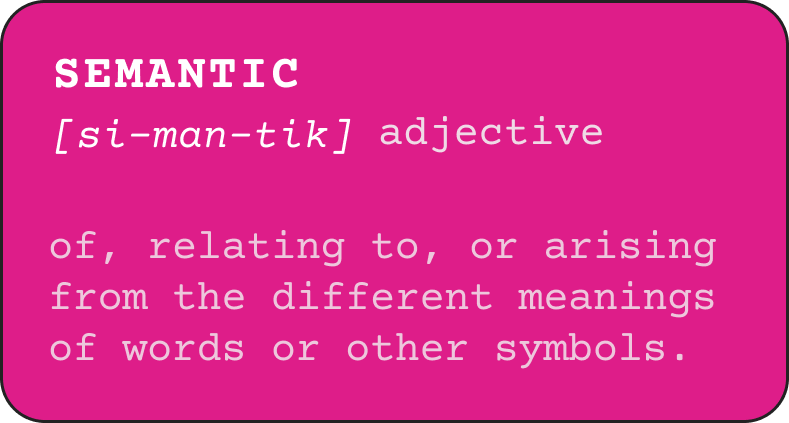 SEMANTIC
[si-man-tik] adjective
of, relating to, or arising
from the different meanings
of words or other symbols.